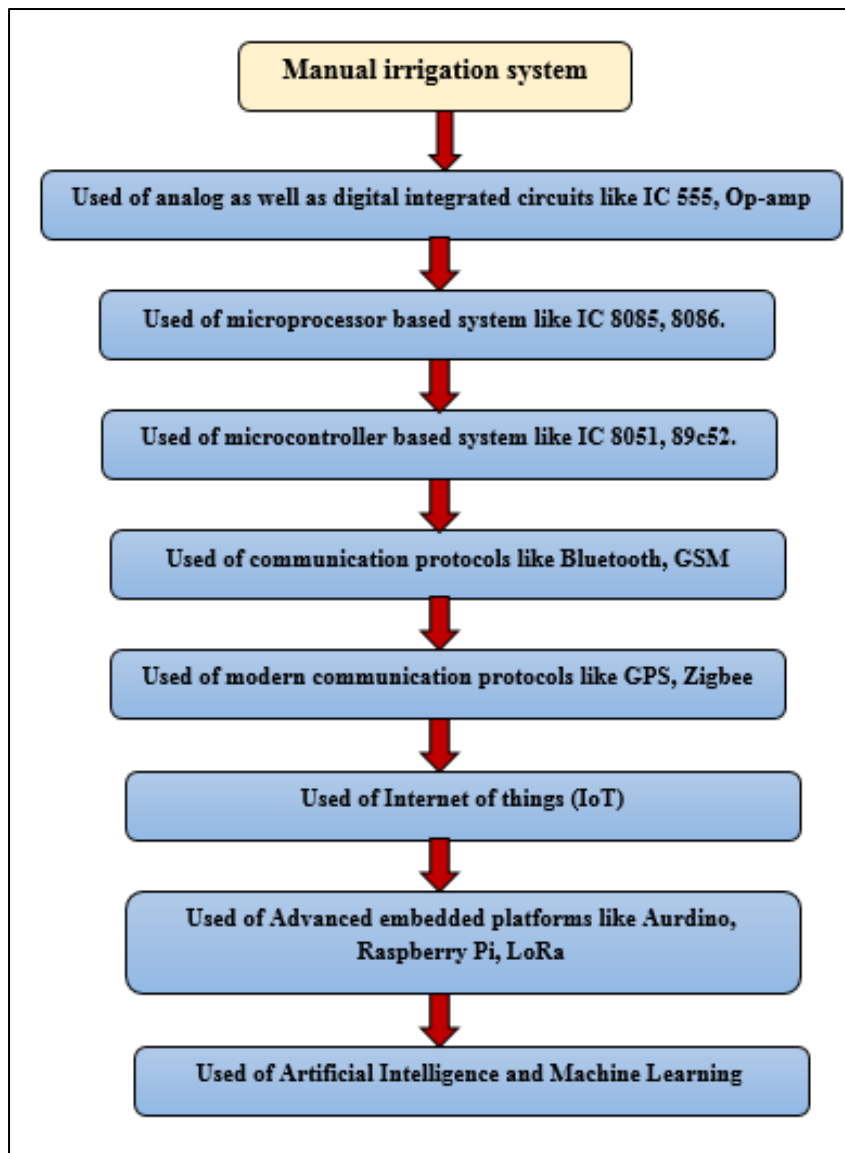 Manual irrigation system
Used of analog as well as digital integrated circuits like IC 555, Op-amp
Used of microprocessor based system like IC 8085, 8086.
Used of microcontroller based system like IC 8051, 89c52.
Used of communication protocols like Bluetooth, GSM
Used of modern communication protocols like GPS, Zigbee
Used of Internet of things (IoT)
Used of Advanced embedded platforms like Aurdino,
Raspberry Pi, LoRa
Used of Artificial Intelligence and Machine Learning